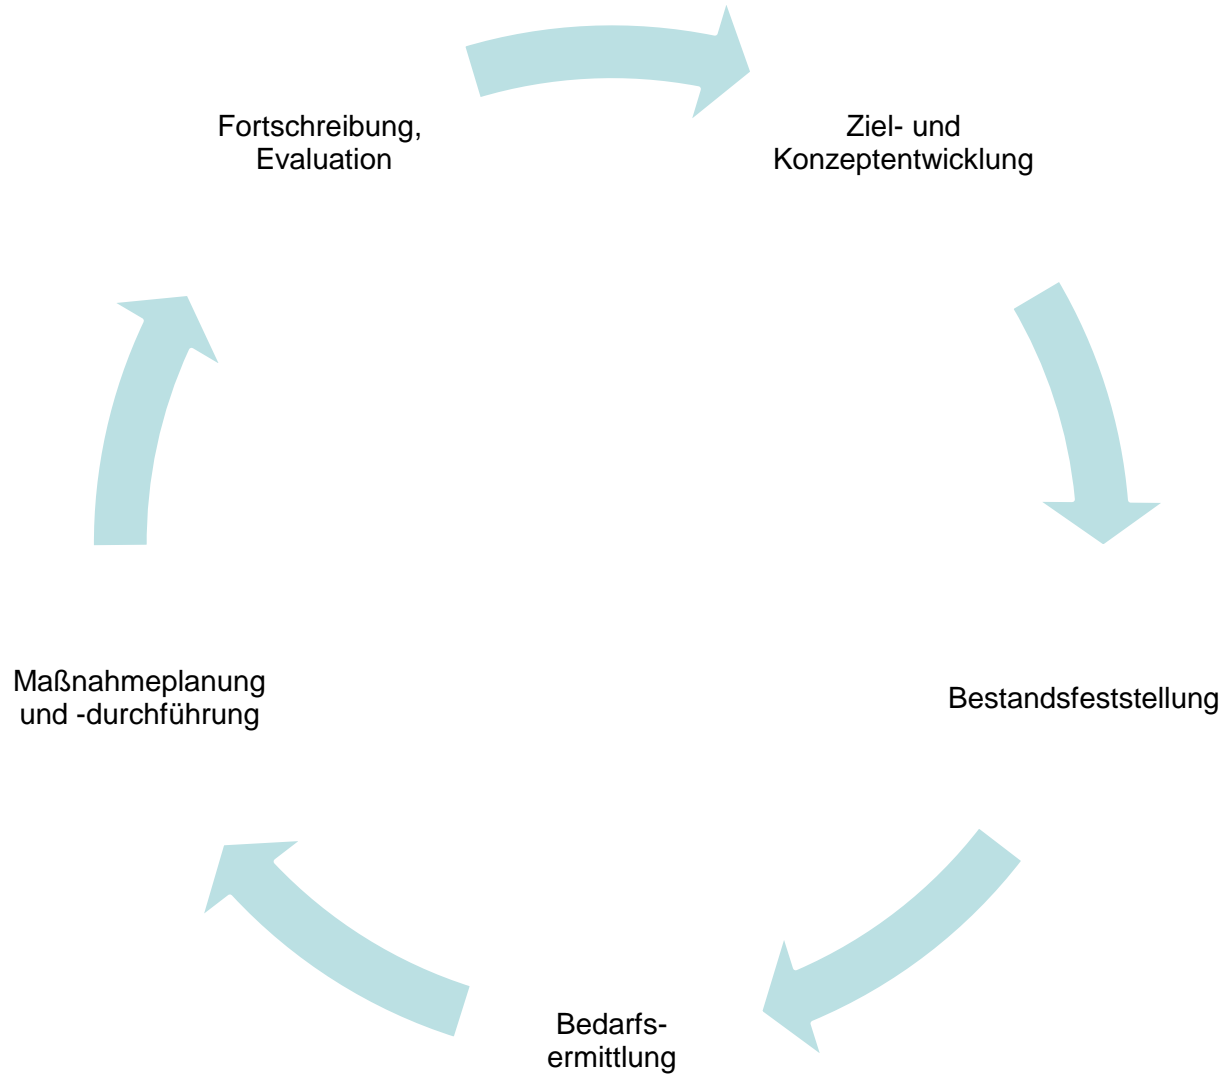 Fortschreibung,
Evaluation
Ziel- und
Konzeptentwicklung
Maßnahmeplanung
und -durchführung
Bestandsfeststellung
Bedarfs-
ermittlung